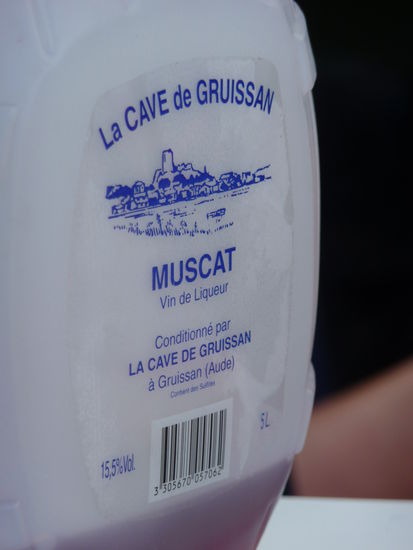 La CAVE de GRUISSAN
MUSCAT
Vin de Liqueur
Conditionné par
LA CAVE DE GRUISSAN
à Gruissan (Aude)
Contient des Sulfites
15,5%Vol.
5 L
3 305670 057062